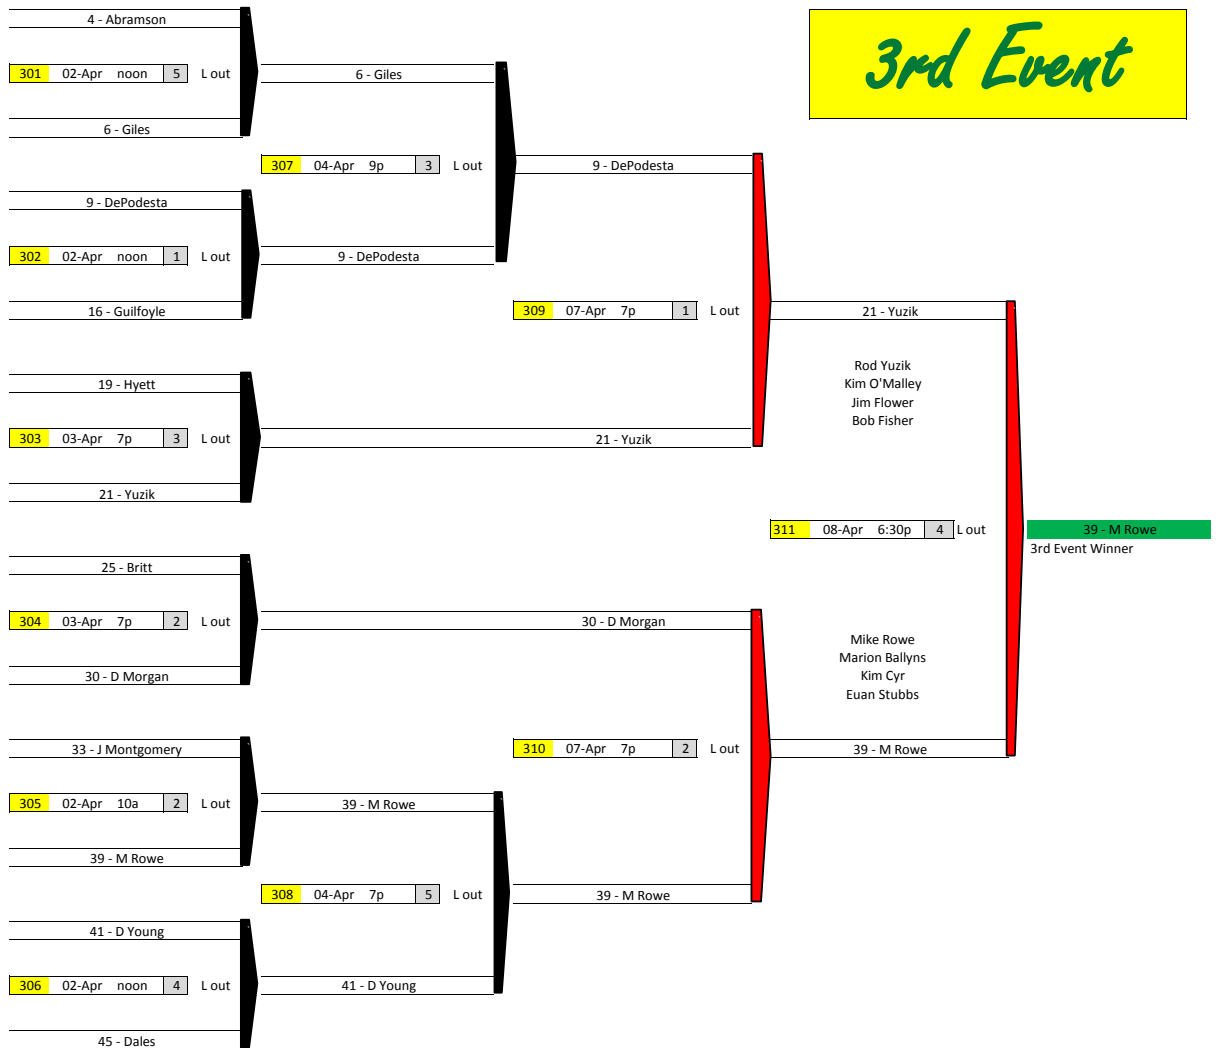 3rd Event
4 - Abramson
301 02-Apr noon 5 L out
6 - Giles
6 - Giles
307 04-Apr 9p 3 L out
9 - DePodesta
9 - DePodesta
302 02-Apr noon 1 L out
9 - DePodesta
16 - Guilfoyle
309 07-Apr 7p 1 L out
21 - Yuzik
Rod Yuzik
Kim O'Malley
Jim Flower
Bob Fisher
19 - Hyett
303 03-Apr 7p 3 L out
21 - Yuzik
21 - Yuzik
311 08-Apr 6:30p 4 L out
39 - M Rowe
3rd Event Winner
25 - Britt
304 03-Apr 7p 2 L out
30 - D Morgan
30 - D Morgan
Mike Rowe
Marion Ballyns
Kim Cyr
Euan Stubbs
33 - J Montgomery
310 07-Apr 7p 2 L out
39 - M Rowe
305 02-Apr 10a 2 L out
39 - M Rowe
39 - M Rowe
308 04-Apr 7p 5 L out
39 - M Rowe
41 - D Young
306 02-Apr noon 4 L out
41 - D Young
45 - Dales